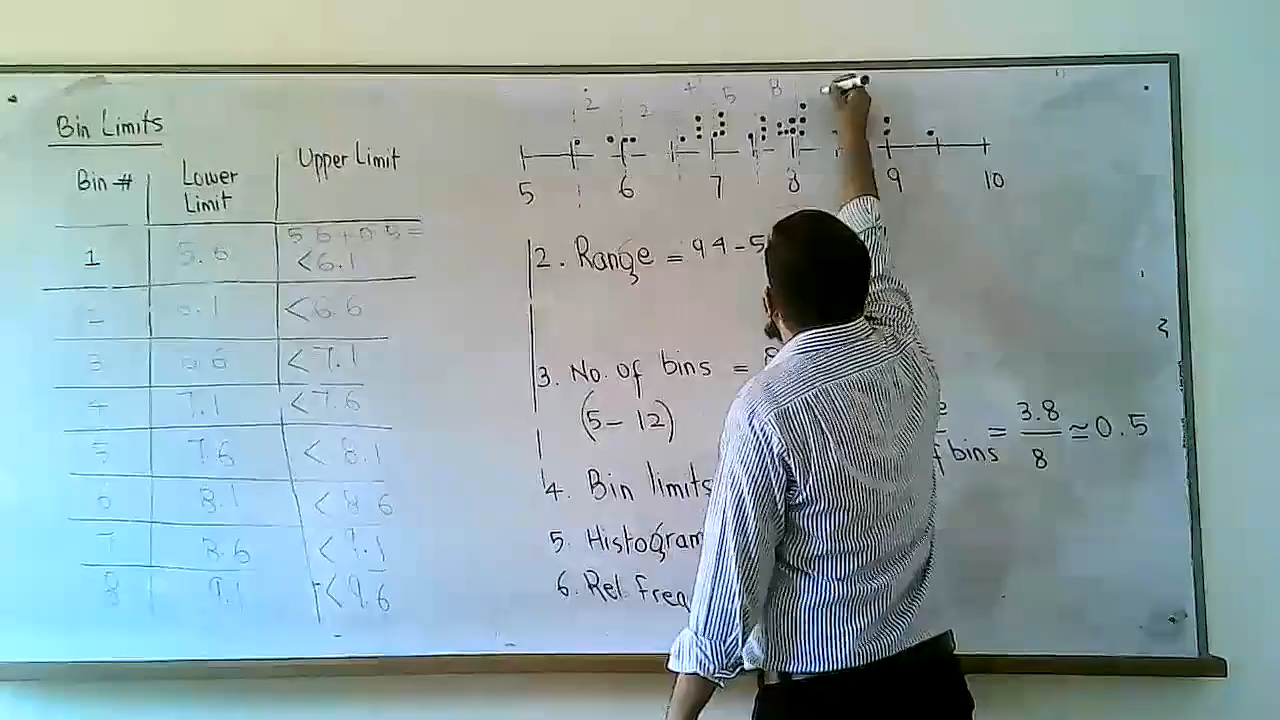 Bin Limits
Bin # Lower Limit Upper Limit
1 5.6 5.6+0.5= <6.1
2 6.1 <6.6
3 6.6 <7.1
4 7.1 <7.6
5 7.6 <8.1
6 8.1 <8.6
7 8.6 <9.1
8 9.1 <9.6
2 2 4 5 8
5 6 7 8 9 10
2. Range = 9.4-5
3. No. of bins =
(5-12)
bins = 3.8/8 ≃ 0.5
4. Bin limits
5. Histogram
6. Rel. freq